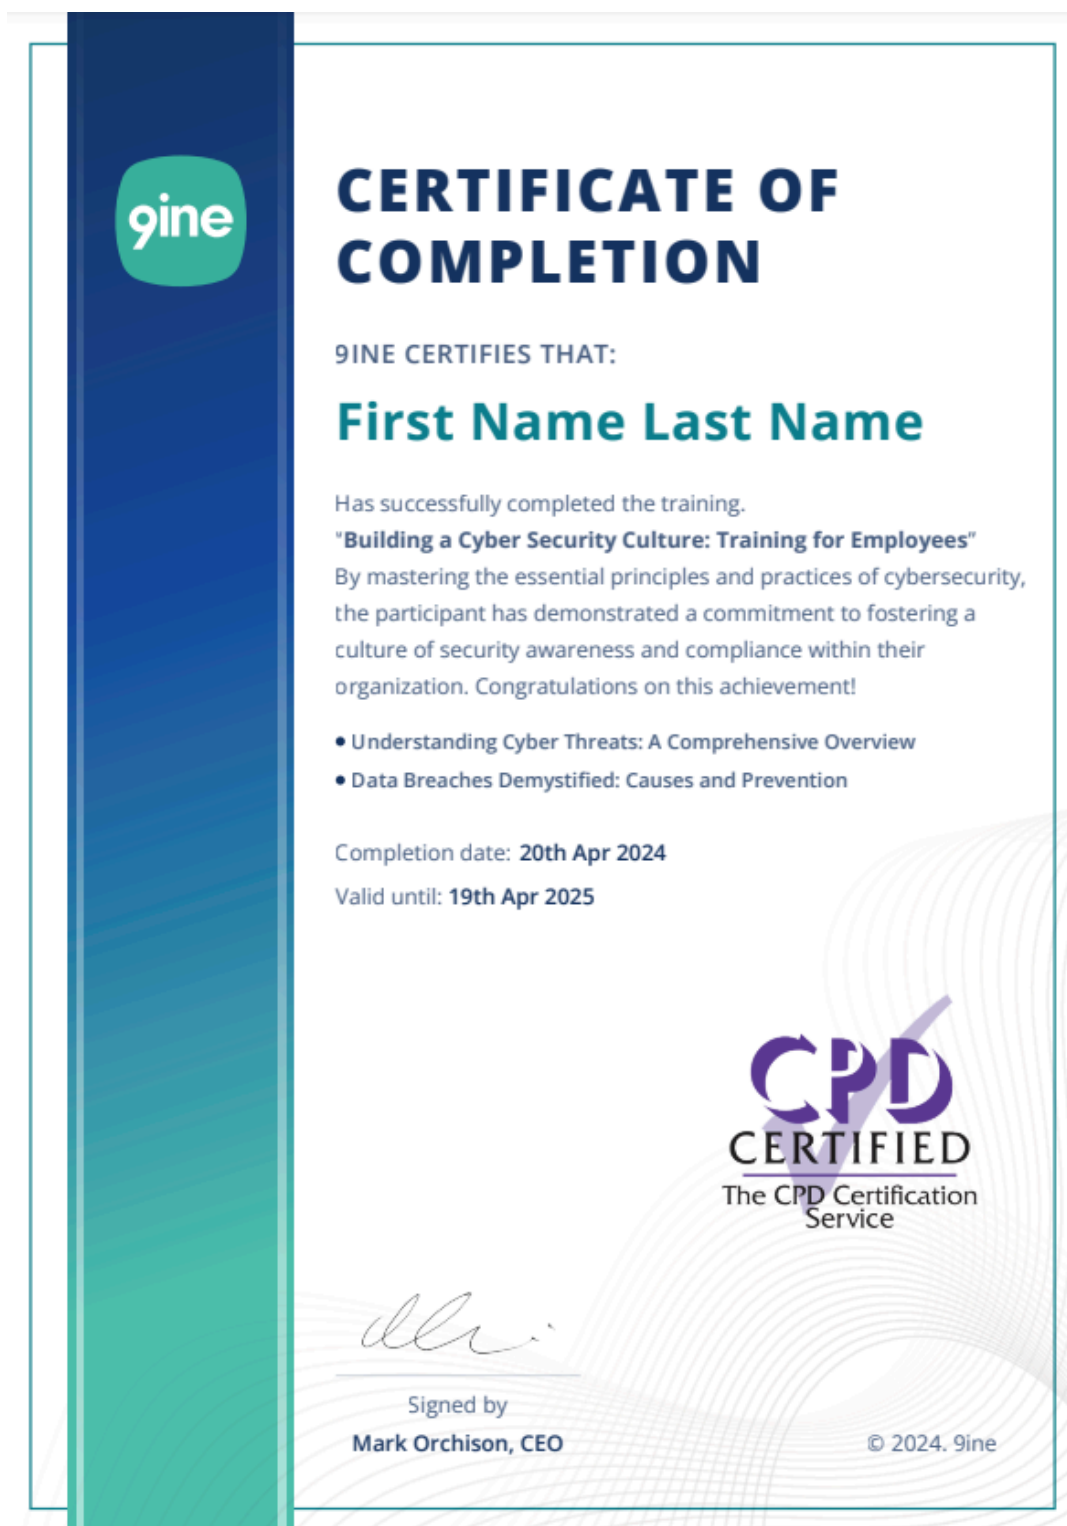 9ine
CERTIFICATE OF
COMPLETION
9INE CERTIFIES THAT:
First Name Last Name
Has successfully completed the training.
"Building a Cyber Security Culture: Training for Employees"
By mastering the essential principles and practices of cybersecurity,
the participant has demonstrated a commitment to fostering a
culture of security awareness and compliance within their
organization. Congratulations on this achievement!
• Understanding Cyber Threats: A Comprehensive Overview
• Data Breaches Demystified: Causes and Prevention
Completion date: 20th Apr 2024
Valid until: 19th Apr 2025
CPD
CERTIFIED
The CPD Certification
Service
Signed by
Mark Orchison, CEO
© 2024. 9ine